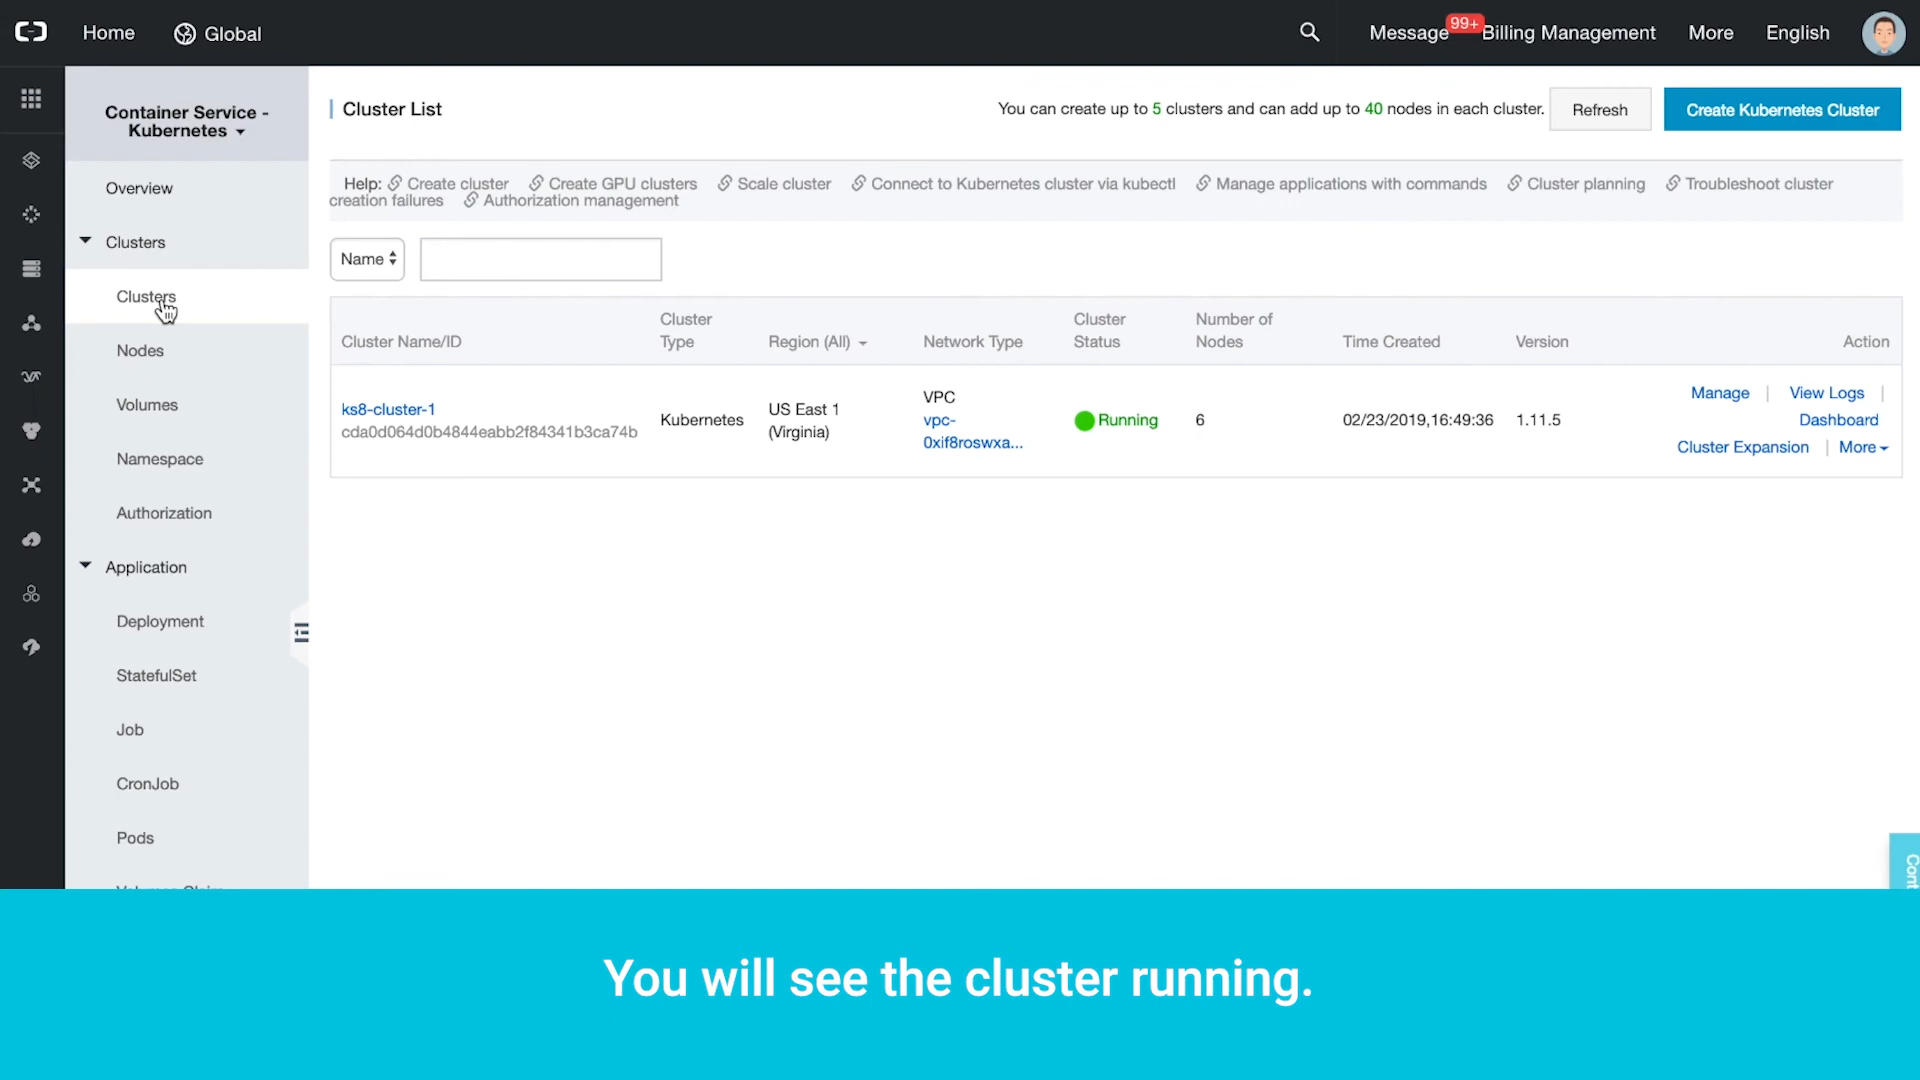 Home
Global
Message
99+
Billing Management
More
English
Container Service -
Kubernetes
Overview
Clusters
Clusters
Nodes
Volumes
Namespace
Authorization
Application
Deployment
StatefulSet
Job
CronJob
Pods
Cluster List
You can create up to 5 clusters and can add up to 40 nodes in each cluster.
Refresh
Create Kubernetes Cluster
Help: Create cluster Create GPU clusters Scale cluster Connect to Kubernetes cluster via kubectl Manage applications with commands Cluster planning Troubleshoot cluster
creation failures Authorization management
Name
Cluster Name/ID
Cluster
Type
Region (All)
Network Type
Cluster
Status
Number of
Nodes
Time Created
Version
Action
ks8-cluster-1
cda0d064d0b4844eabb2f84341b3ca74b
Kubernetes
US East 1
(Virginia)
VPC
vpc-
0xif8roswxa...
Running
6
02/23/2019,16:49:36
1.11.5
Manage | View Logs |
Dashboard
Cluster Expansion | More
Cont
You will see the cluster running.